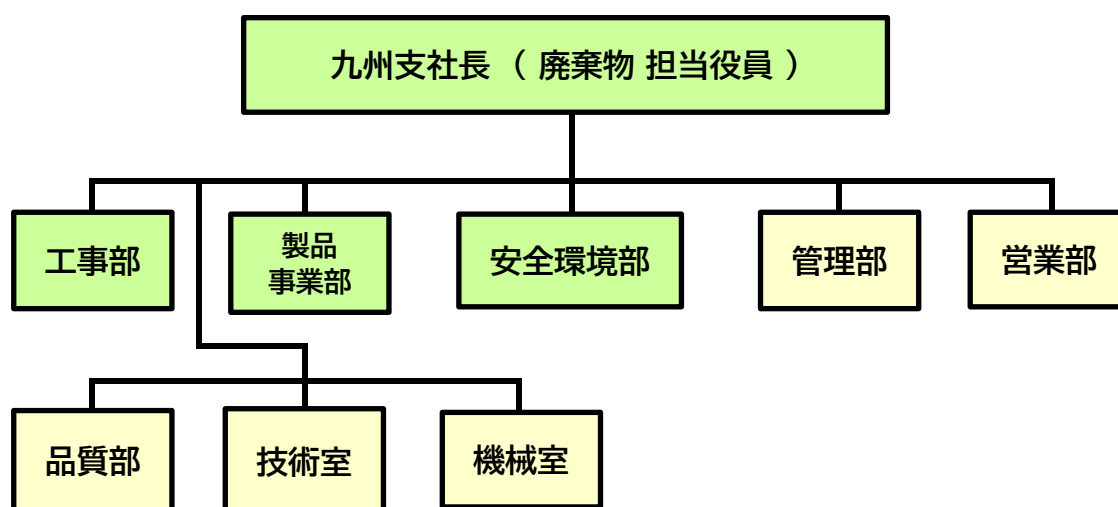 九州支社長 （ 廃棄物 担当役員 ）
工事部
製品
事業部
安全環境部
管理部
営業部
品質部
技術室
機械室